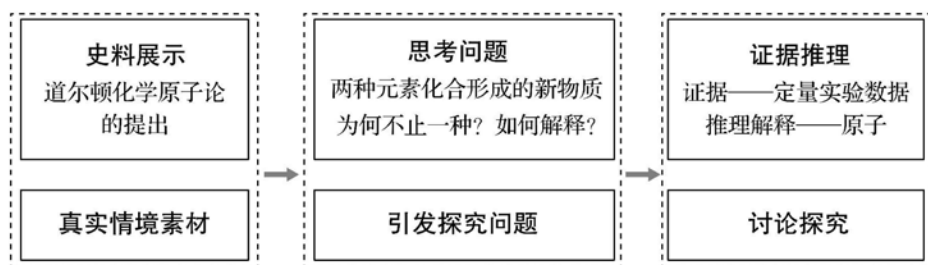 史料展示
道尔顿化学原子论
的提出
真实情境素材
思考问题
两种元素化合形成的新物质
为何不止一种？如何解释？
引发探究问题
证据推理
证据——定量实验数据
推理解释——原子
讨论探究